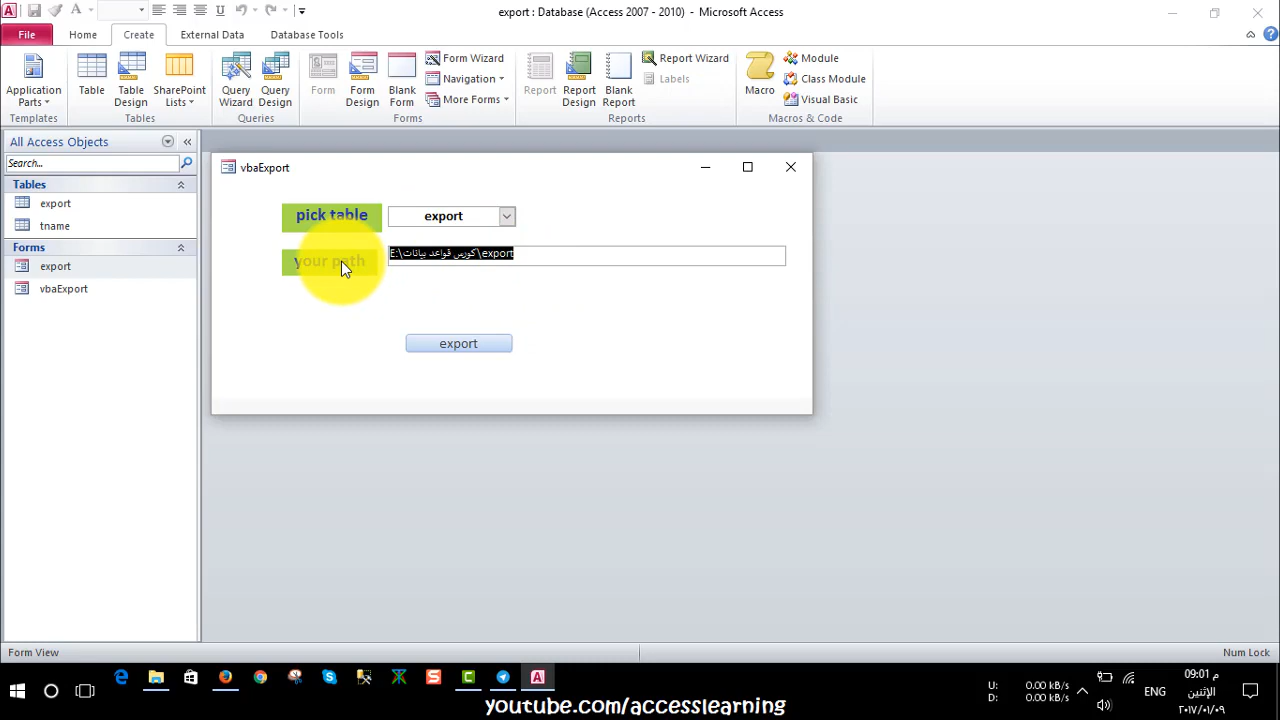 export : Database (Access 2007 - 2010) - Microsoft Access
File Home Create External Data Database Tools
Application Parts
Table
Table Design
SharePoint Lists
Query Wizard
Query Design
Form
Form Design
Blank Form
Form Wizard
Navigation
More Forms
Report
Report Design
Blank Report
Report Wizard
Labels
Macro
Module
Class Module
Visual Basic
Templates Tables Queries Forms Reports Macros & Code
All Access Objects
Search...
Tables
export
tname
Forms
export
vbaExport
vbaExport
pick table export
your path E:\كورس قواعد بيانات\export
export
Form View Num Lock
U: 0.00 kB/s
D: 0.00 kB/s
ENG
09:01 م
الإثنين
٢٠١٧/٠١/٠٩
youtube.com/accesslearning